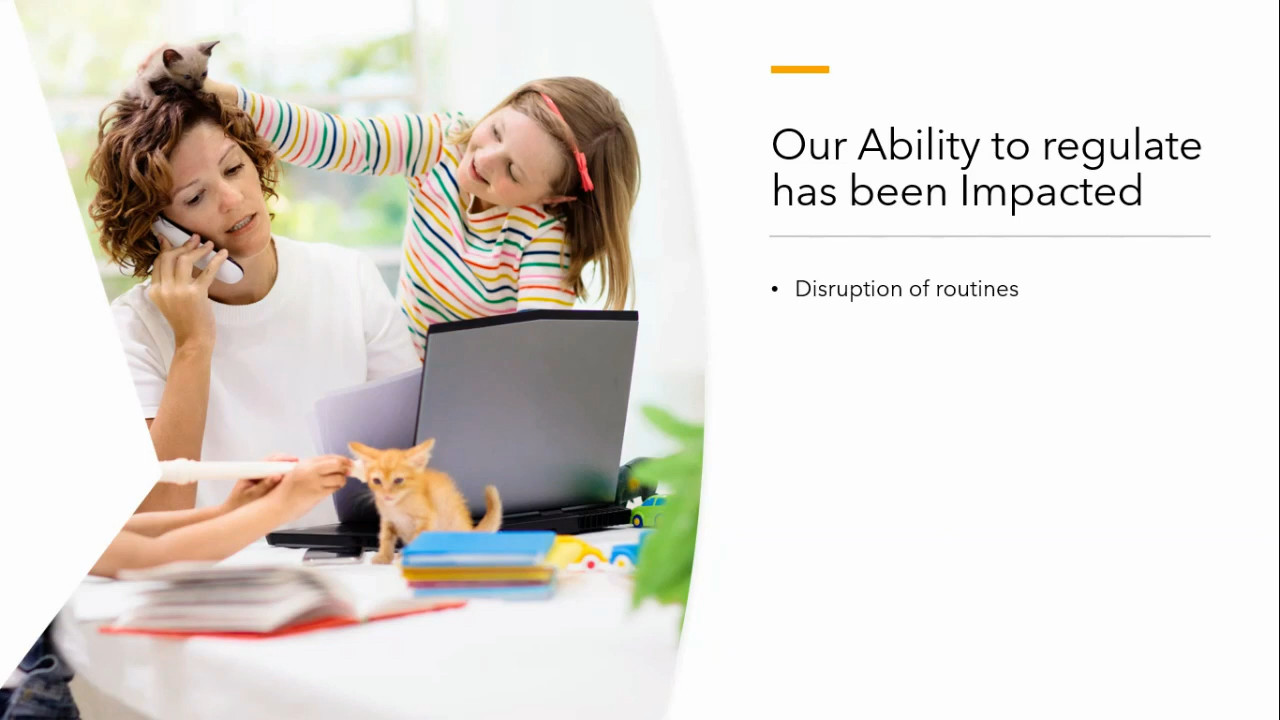 Our Ability to regulate
has been Impacted
• Disruption of routines